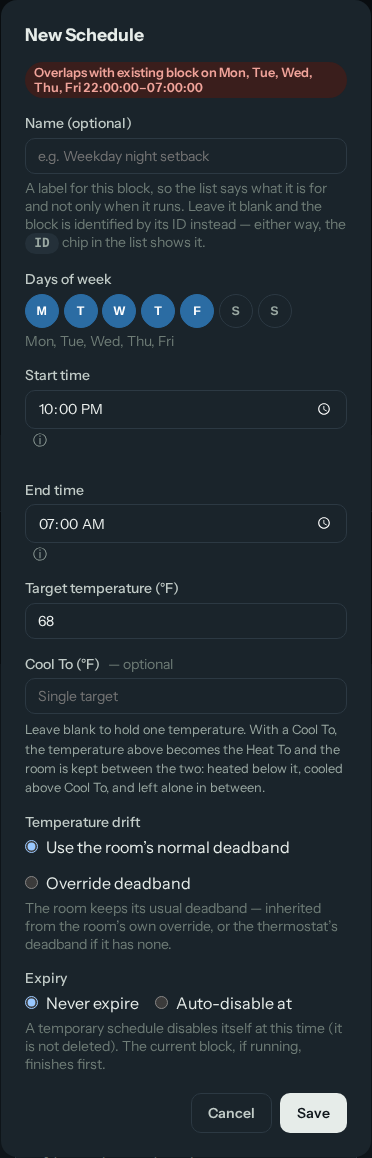 New Schedule
Overlaps with existing block on Mon, Tue, Wed,
Thu, Fri 22:00:00–07:00:00
Name (optional)
e.g. Weekday night setback
A label for this block, so the list says what it is for
and not only when it runs. Leave it blank and the
block is identified by its ID instead — either way, the
ID chip in the list shows it.
Days of week
M T W T F S S
Mon, Tue, Wed, Thu, Fri
Start time
10:00 PM
ⓘ
End time
07:00 AM
ⓘ
Target temperature (°F)
68
Cool To (°F) — optional
Single target
Leave blank to hold one temperature. With a Cool To,
the temperature above becomes the Heat To and the
room is kept between the two: heated below it, cooled
above Cool To, and left alone in between.
Temperature drift
Use the room's normal deadband
Override deadband
The room keeps its usual deadband — inherited
from the room's own override, or the thermostat's
deadband if it has none.
Expiry
Never expire Auto-disable at
A temporary schedule disables itself at this time (it
is not deleted). The current block, if running,
finishes first.
Cancel Save